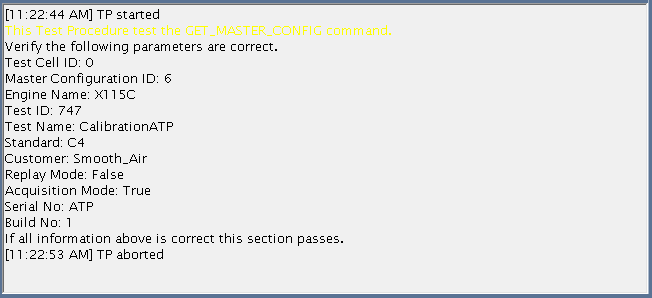 [11:22:44 AM] TP started
This Test Procedure test the GET_MASTER_CONFIG command.
Verify the following parameters are correct.
Test Cell ID: 0
Master Configuration ID: 6
Engine Name: X115C
Test ID: 747
Test Name: CalibrationATP
Standard: C4
Customer: Smooth_Air
Replay Mode: False
Acquisition Mode: True
Serial No: ATP
Build No: 1
If all information above is correct this section passes.
[11:22:53 AM] TP aborted